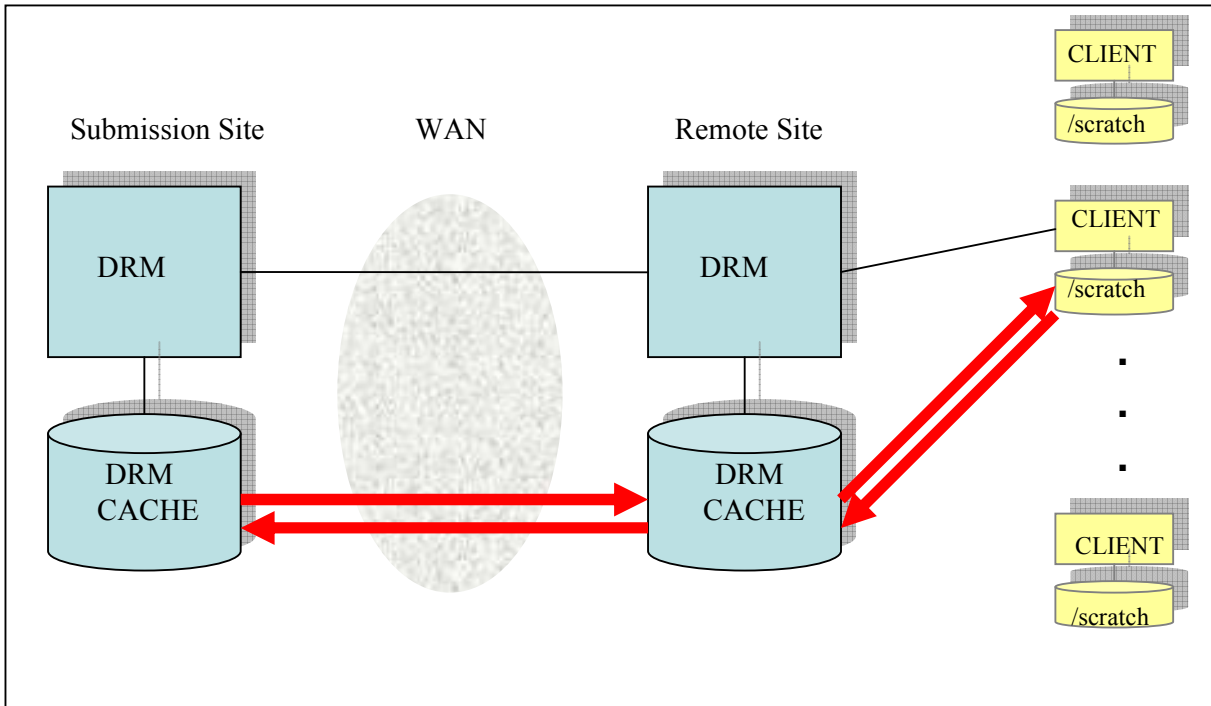 Submission Site
WAN
Remote Site
CLIENT
/scratch
DRM
DRM
CLIENT
/scratch
.
.
.
DRM
CACHE
DRM
CACHE
CLIENT
/scratch